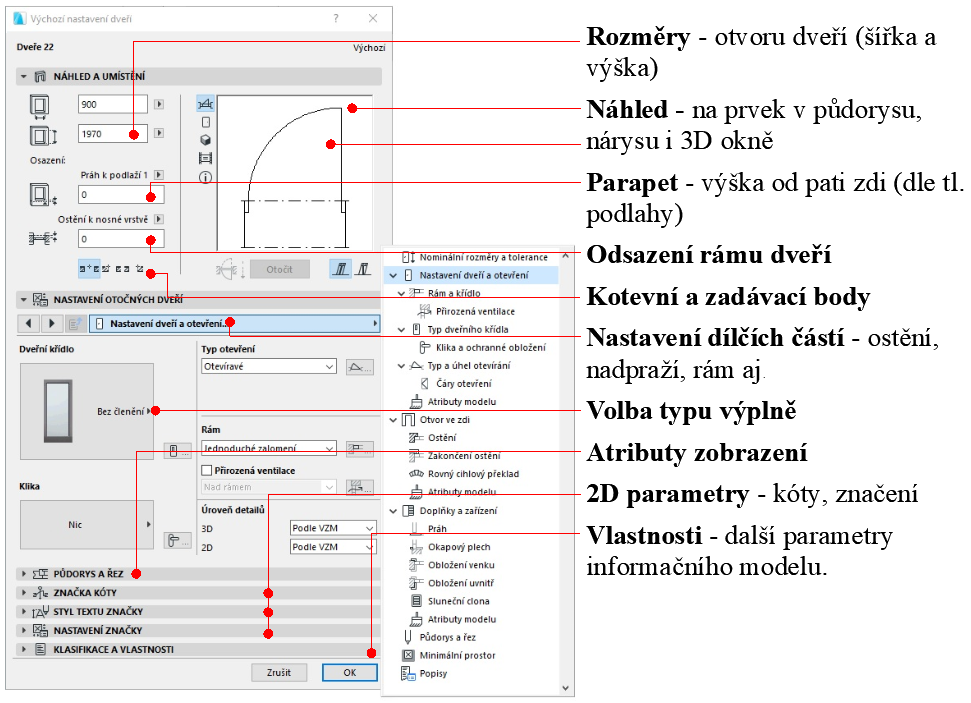 Výchozí nastavení dveří
Dveře 22
Výchozí
NÁHLED A UMÍSTĚNÍ
900
1970
Osazení:
Práh k podlaží 1
0
Ostění k nosné vrstvě
0
Otočit
NASTAVENÍ OTOČNÝCH DVEŘÍ
Nastavení dveří a otevření...
Dveřní křídlo
Bez členění
Klika
Nic
Typ otevření
Otevíravé
Rám
Jednoduché zalomení
Přirozená ventilace
Nad rámem
Úroveň detailů
3D
Podle VZM
2D
Podle VZM
PŮDORYS A ŘEZ
ZNAČKA KÓTY
STYL TEXTU ZNAČKY
NASTAVENÍ ZNAČKY
KLASIFIKACE A VLASTNOSTI
Zrušit
OK
Nominální rozměry a tolerance
Nastavení dveří a otevření
Rám a křídlo
Přirozená ventilace
Typ dveřního křídla
Klika a ochranné obložení
Typ a úhel otevírání
Čáry otevření
Atributy modelu
Otvor ve zdi
Ostění
Zakončení ostění
Rovný cihlový překlad
Atributy modelu
Doplňky a zařízení
Práh
Okapový plech
Obložení venku
Obložení uvnitř
Sluneční clona
Atributy modelu
Půdorys a řez
Minimální prostor
Popisy
Rozměry - otvoru dveří (šířka a
výška)
Náhled - na prvek v půdorysu,
nárysu i 3D okně
Parapet - výška od pati zdi (dle tl.
podlahy)
Odsazení rámu dveří
Kotevní a zadávací body
Nastavení dílčích částí - ostění,
nadpraží, rám aj.
Volba typu výplně
Atributy zobrazení
2D parametry - kóty, značení
Vlastnosti - další parametry
informačního modelu.